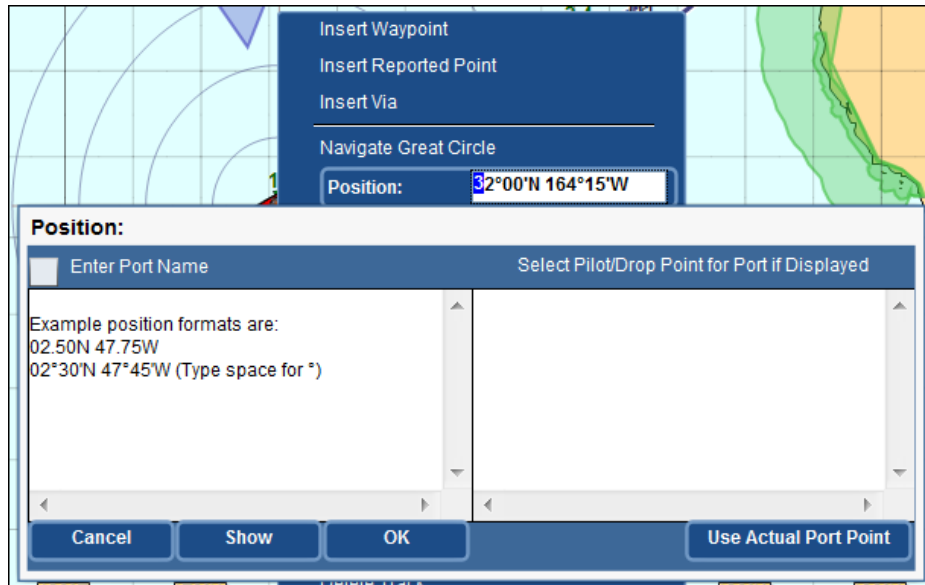 Insert Waypoint
Insert Reported Point
Insert Via
Navigate Great Circle
Position: 32°00'N 164°15'W
Position:
Enter Port Name
Select Pilot/Drop Point for Port if Displayed
Example position formats are:
02.50N 47.75W
02°30'N 47°45'W (Type space for °)
Cancel
Show
OK
Use Actual Port Point
Delete Track